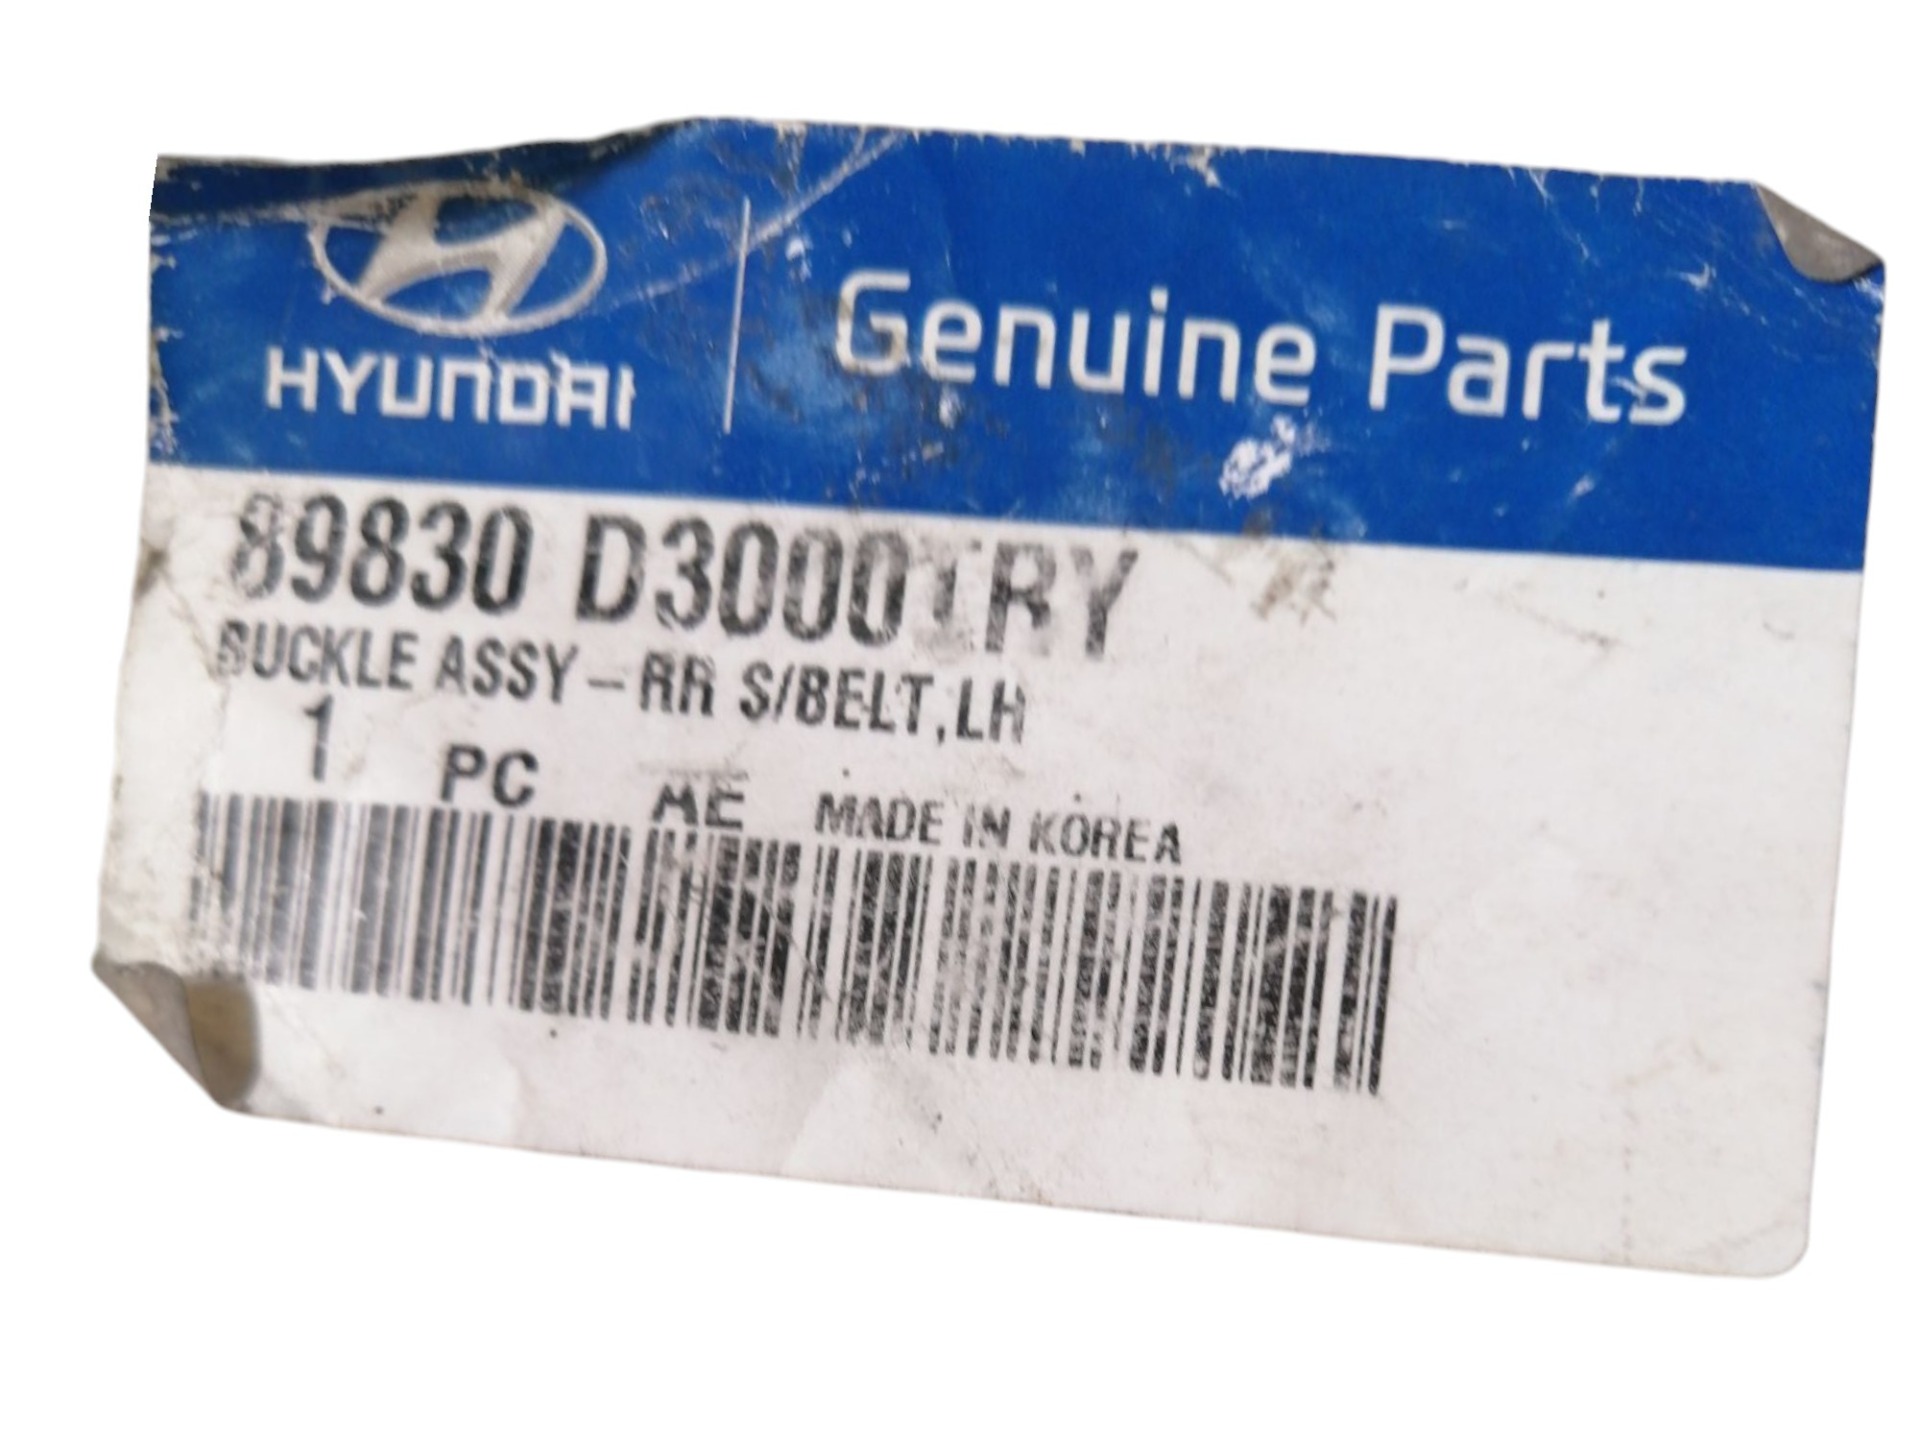 HYUNDAI
Genuine Parts
89830 D3000TRY
BUCKLE ASSY-RR S/BELT,LH
1 PC AE MADE IN KOREA